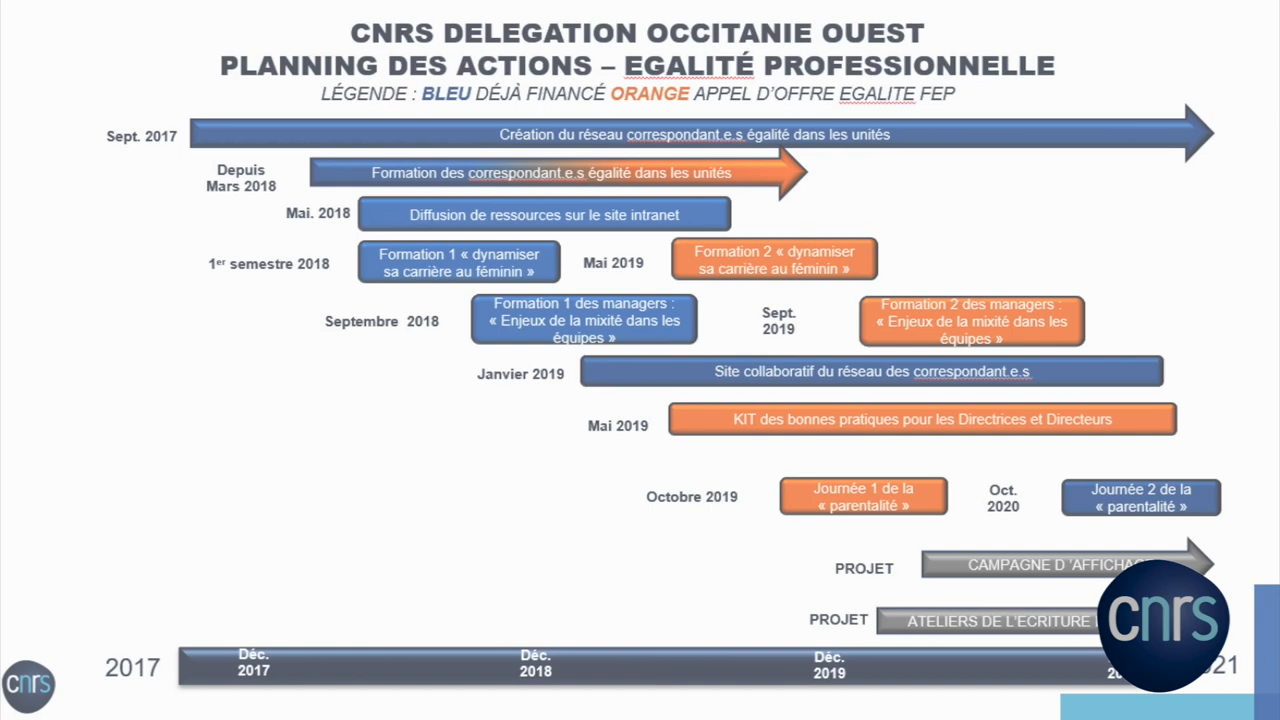 CNRS DELEGATION OCCITANIE OUEST
PLANNING DES ACTIONS – EGALITÉ PROFESSIONNELLE
LÉGENDE : BLEU DÉJÀ FINANCÉ ORANGE APPEL D'OFFRE EGALITE FEP
Sept. 2017
Création du réseau correspondant.e.s égalité dans les unités
Depuis
Mars 2018
Formation des correspondant.e.s égalité dans les unités
Mai. 2018
Diffusion de ressources sur le site intranet
1er semestre 2018
Formation 1 « dynamiser
sa carrière au féminin »
Mai 2019
Formation 2 « dynamiser
sa carrière au féminin »
Septembre 2018
Formation 1 des managers :
« Enjeux de la mixité dans les
équipes »
Sept.
2019
Formation 2 des managers :
« Enjeux de la mixité dans les
équipes »
Janvier 2019
Site collaboratif du réseau des correspondant.e.s
Mai 2019
KIT des bonnes pratiques pour les Directrices et Directeurs
Octobre 2019
Journée 1 de la
« parentalité »
Oct.
2020
Journée 2 de la
« parentalité »
PROJET
CAMPAGNE D 'AFFICHAG
PROJET
ATELIERS DE L'ECRITURE
cnrs
2017
Déc.
2017
Déc.
2018
Déc.
2019
cnrs